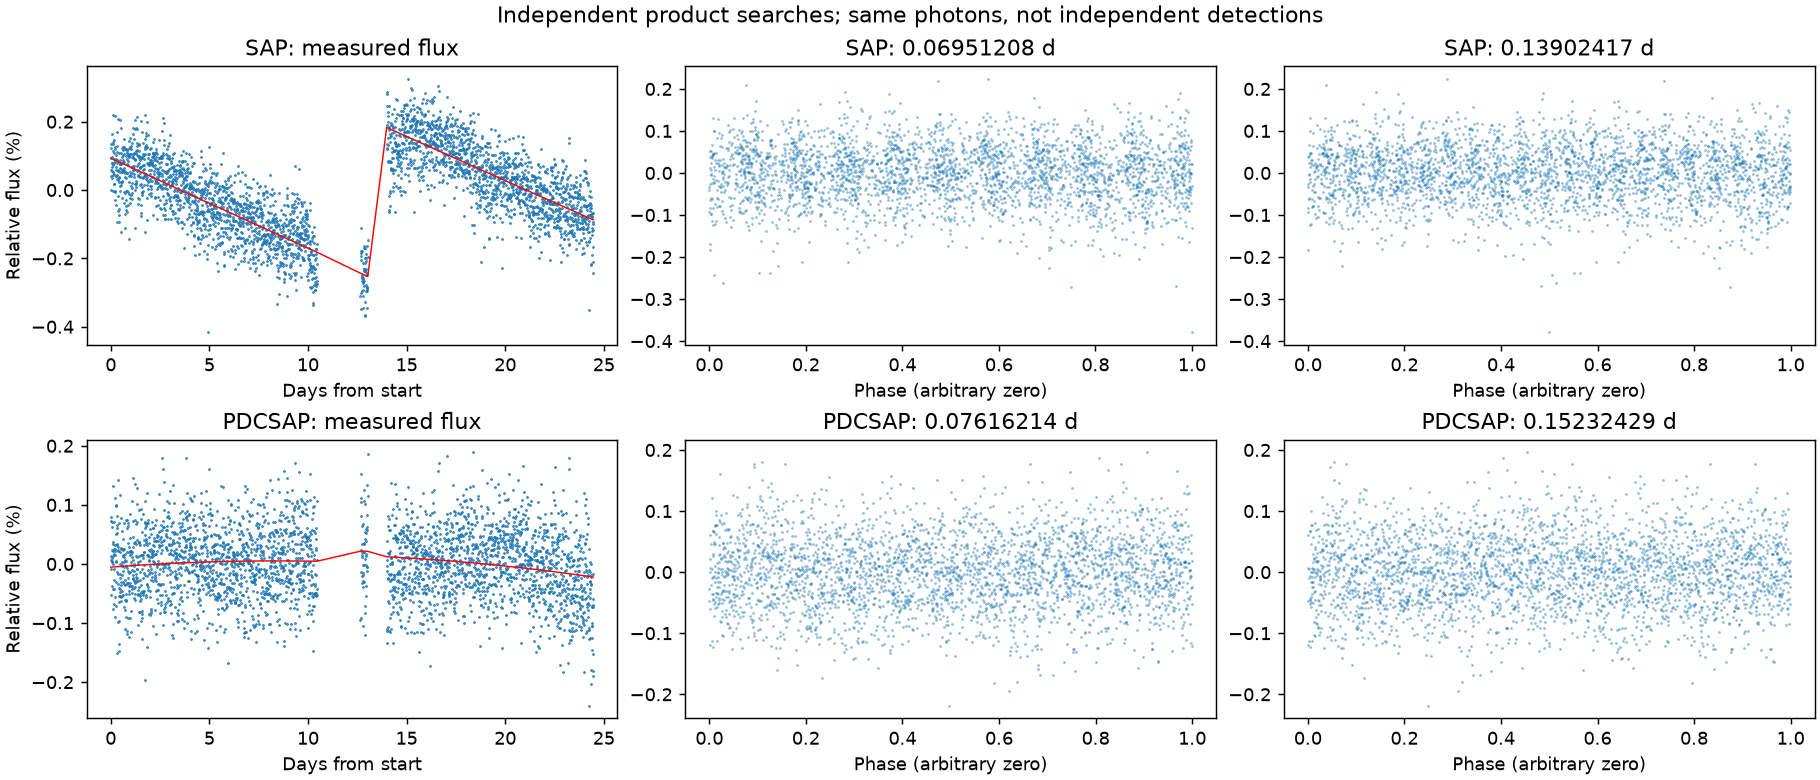 Independent product searches; same photons, not independent detections
SAP: measured flux
SAP: 0.06951208 d
SAP: 0.13902417 d
Relative flux (%)
0.2
0.0
−0.2
−0.4
0 5 10 15 20 25
Days from start
0.2
0.1
0.0
−0.1
−0.2
−0.3
−0.4
0.0 0.2 0.4 0.6 0.8 1.0
Phase (arbitrary zero)
0.2
0.1
0.0
−0.1
−0.2
−0.3
−0.4
0.0 0.2 0.4 0.6 0.8 1.0
Phase (arbitrary zero)
PDCSAP: measured flux
PDCSAP: 0.07616214 d
PDCSAP: 0.15232429 d
Relative flux (%)
0.2
0.1
0.0
−0.1
−0.2
0 5 10 15 20 25
Days from start
0.2
0.1
0.0
−0.1
−0.2
0.0 0.2 0.4 0.6 0.8 1.0
Phase (arbitrary zero)
0.2
0.1
0.0
−0.1
−0.2
0.0 0.2 0.4 0.6 0.8 1.0
Phase (arbitrary zero)